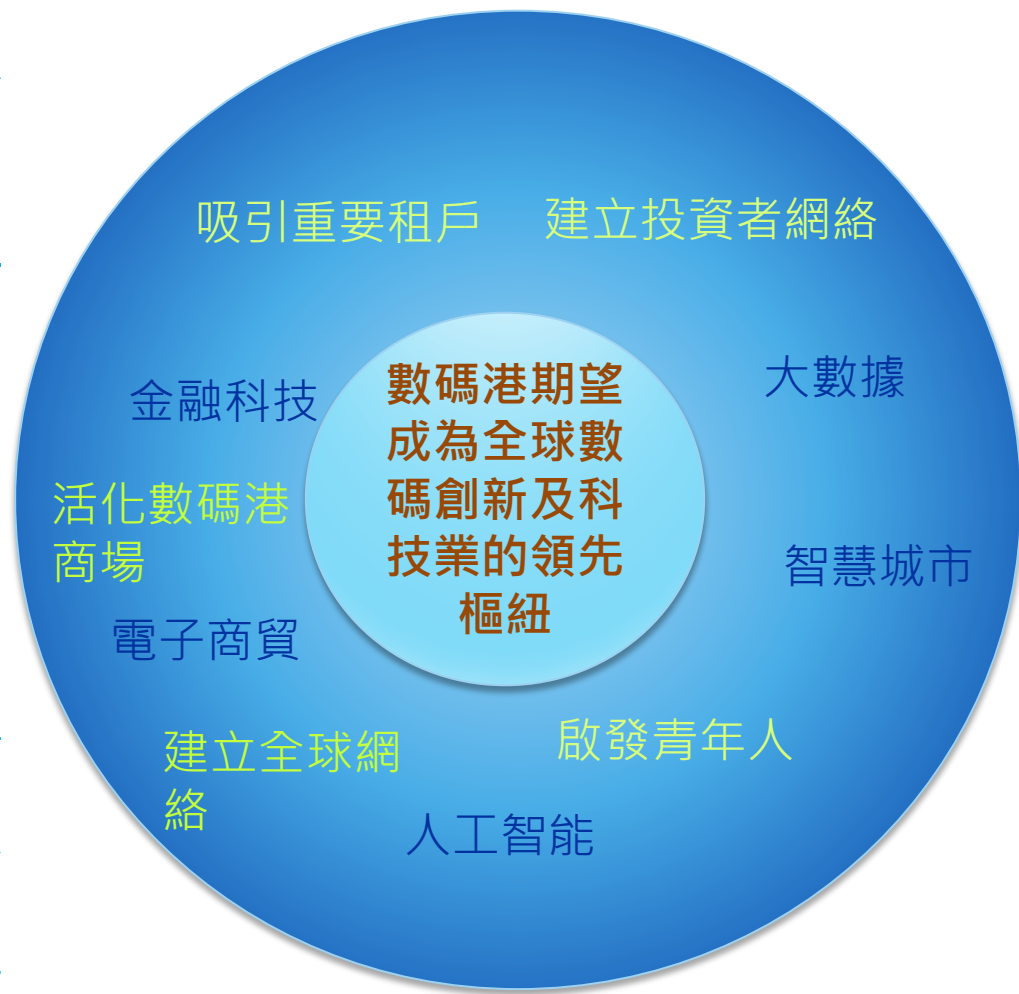 吸引重要租戶
建立投資者網絡
數碼港期望
成為全球數
碼創新及科
技業的領先
樞紐
大數據
金融科技
活化數碼港
商場
智慧城市
電子商貿
建立全球網
絡
啟發青年人
人工智能